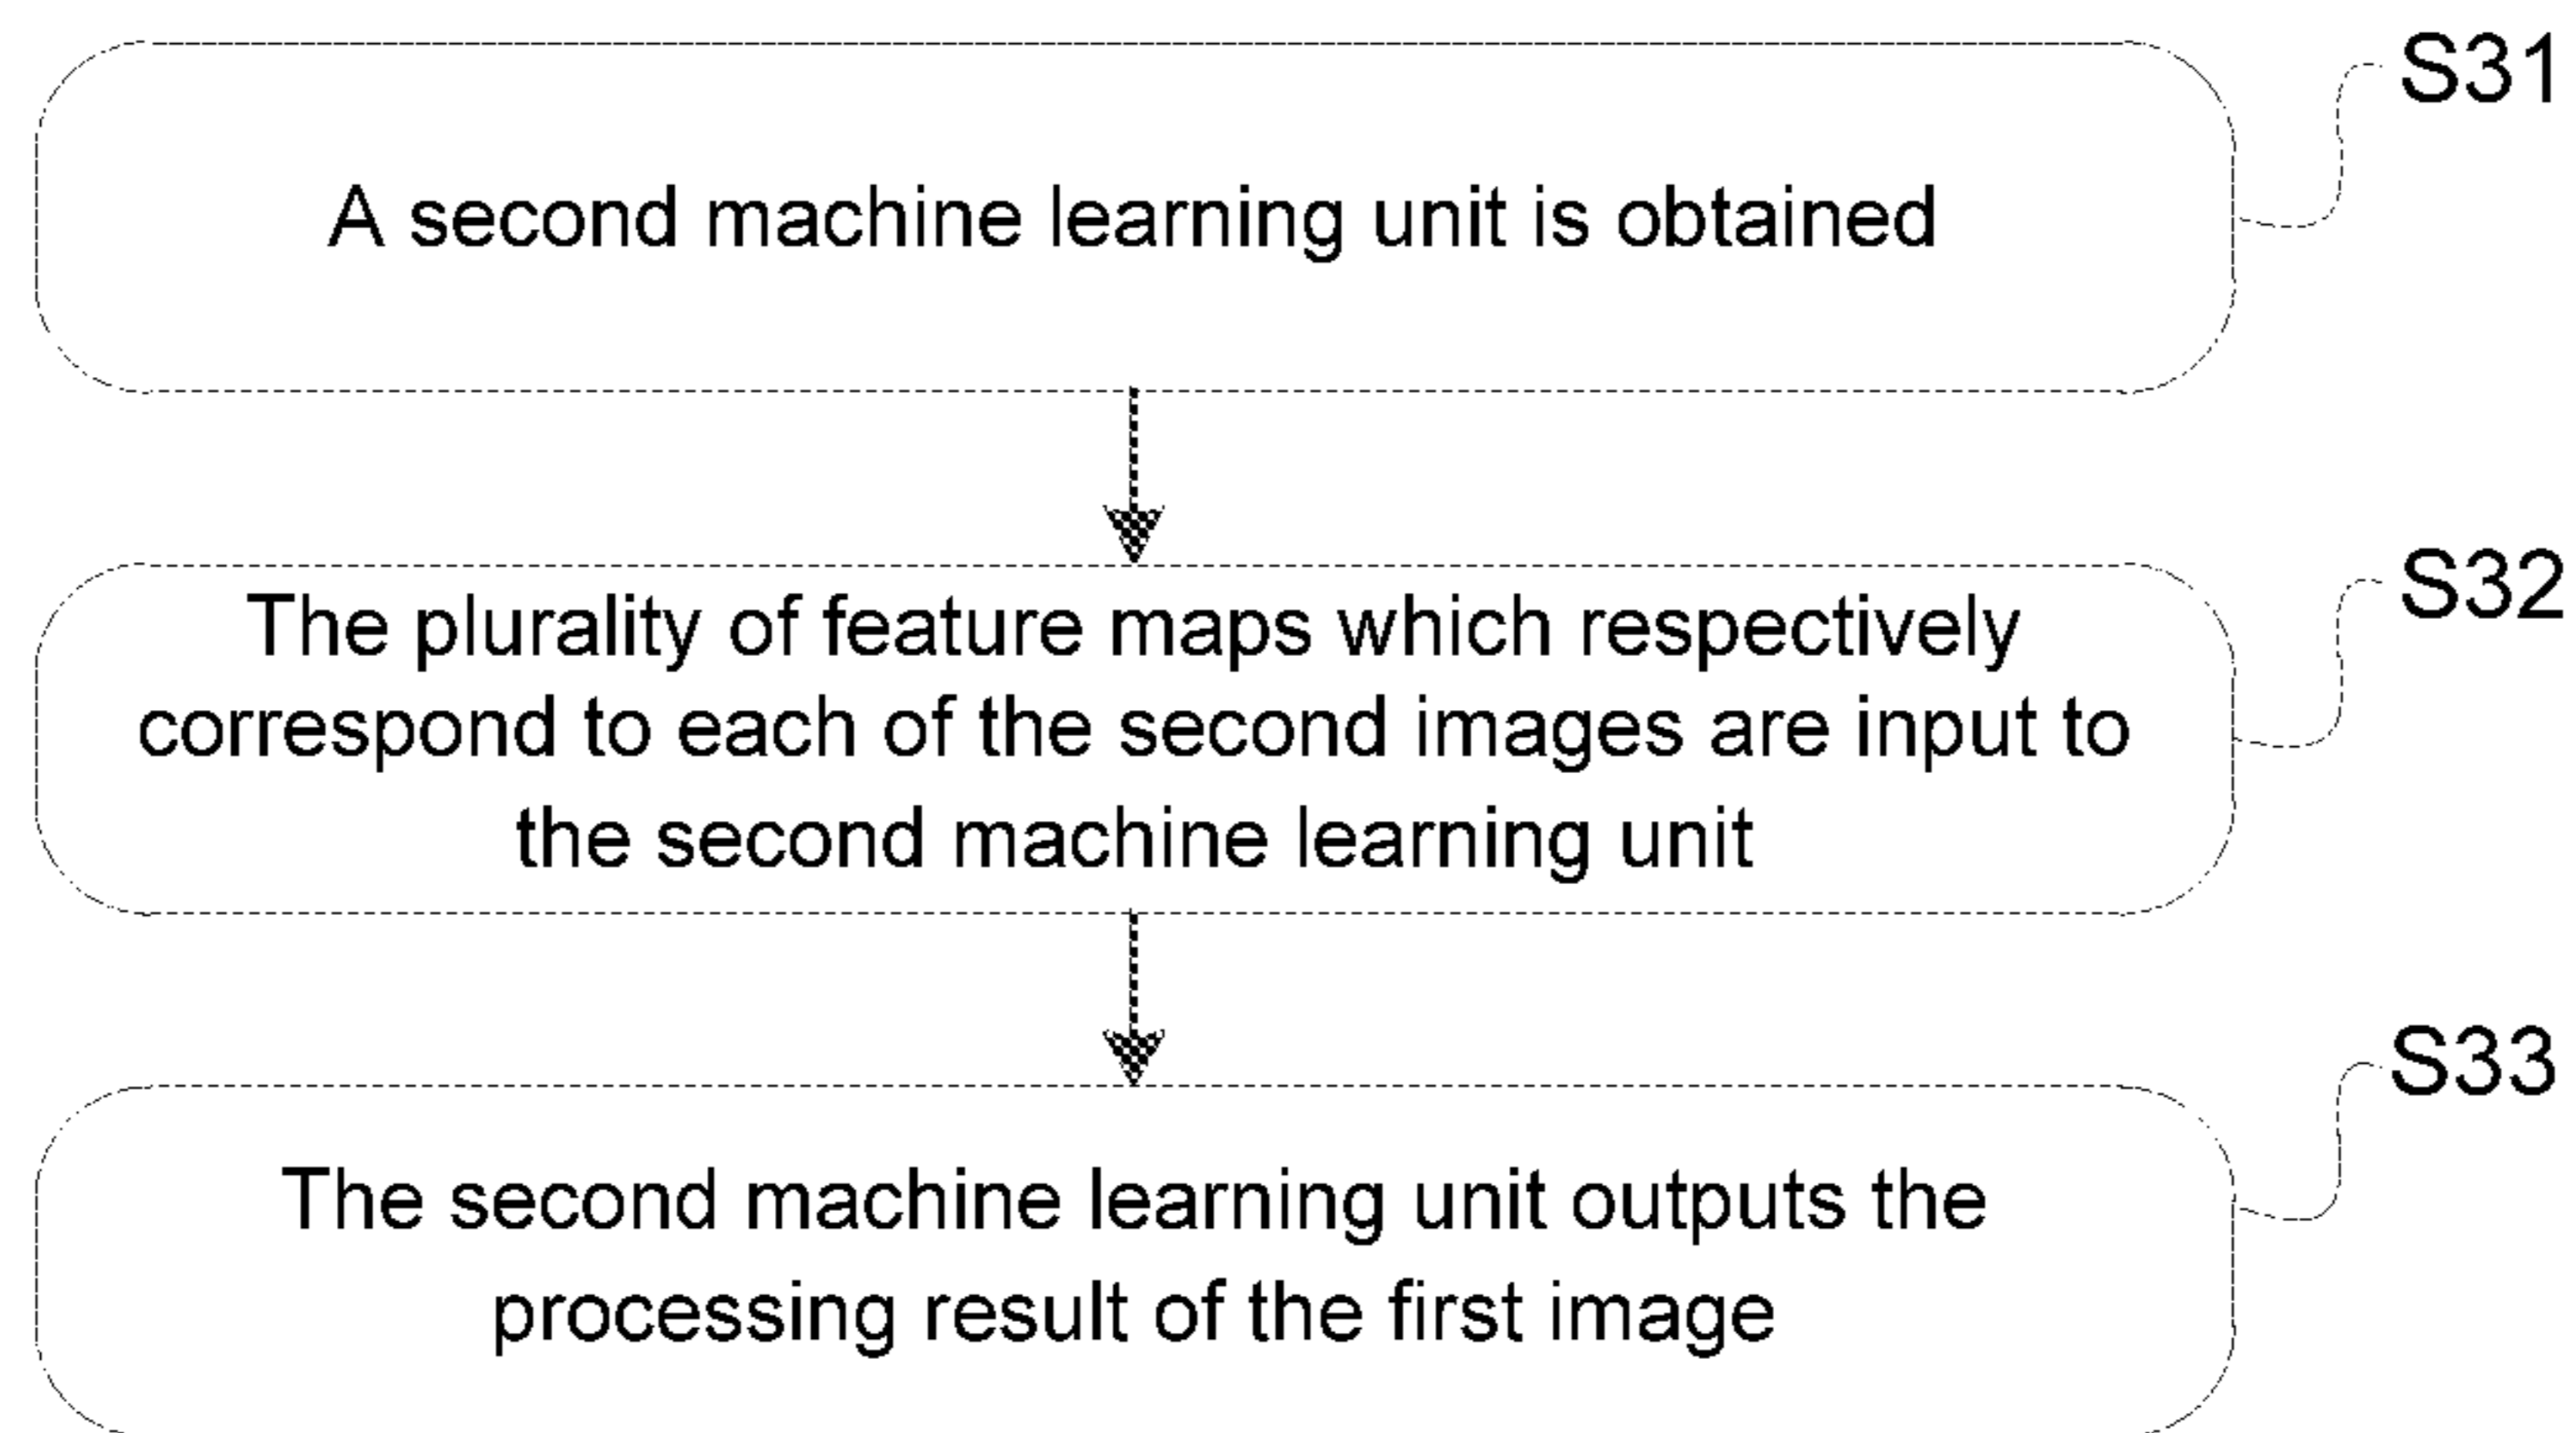 S31
A second machine learning unit is obtained
S32
The plurality of feature maps which respectively
correspond to each of the second images are input to
the second machine learning unit
S33
The second machine learning unit outputs the
processing result of the first image